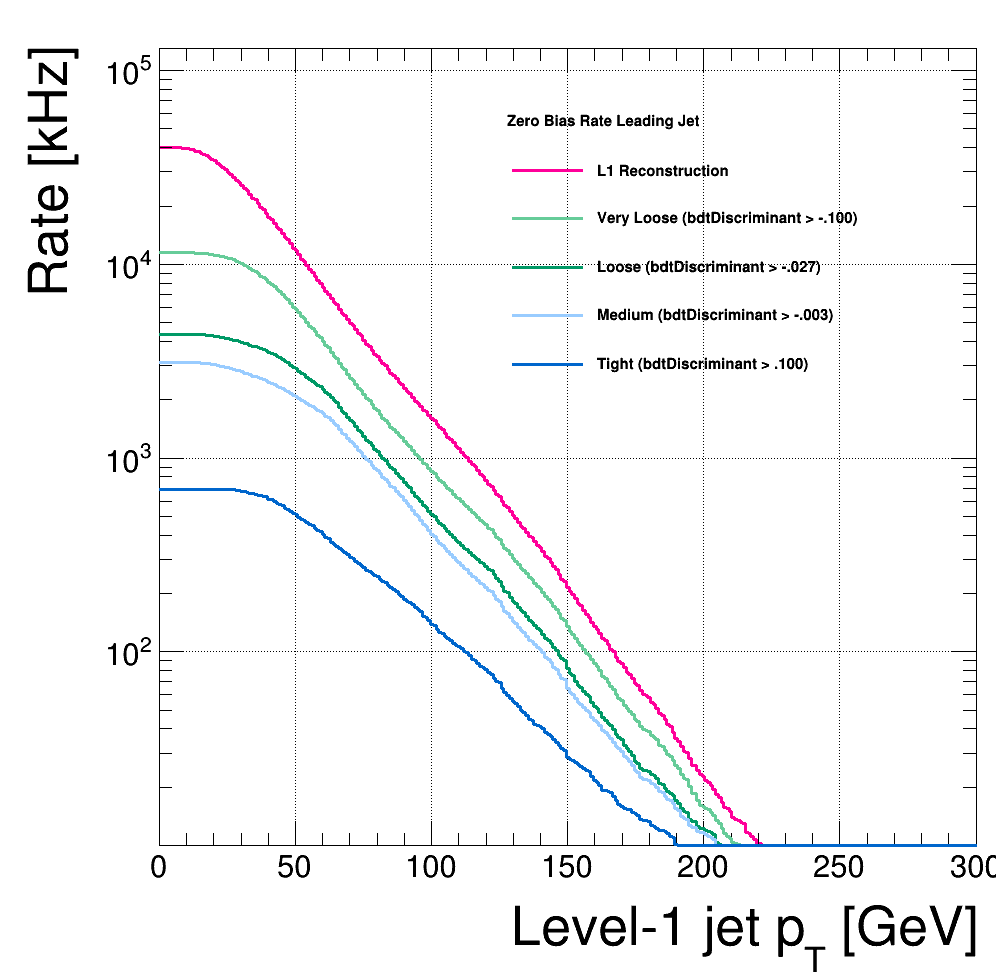 Rate [kHz]
10^5
10^4
10^3
10^2
Zero Bias Rate Leading Jet
L1 Reconstruction
Very Loose (bdtDiscriminant > -.100)
Loose (bdtDiscriminant > -.027)
Medium (bdtDiscriminant > -.003)
Tight (bdtDiscriminant > .100)
0 50 100 150 200 250 300
Level-1 jet p_T [GeV]